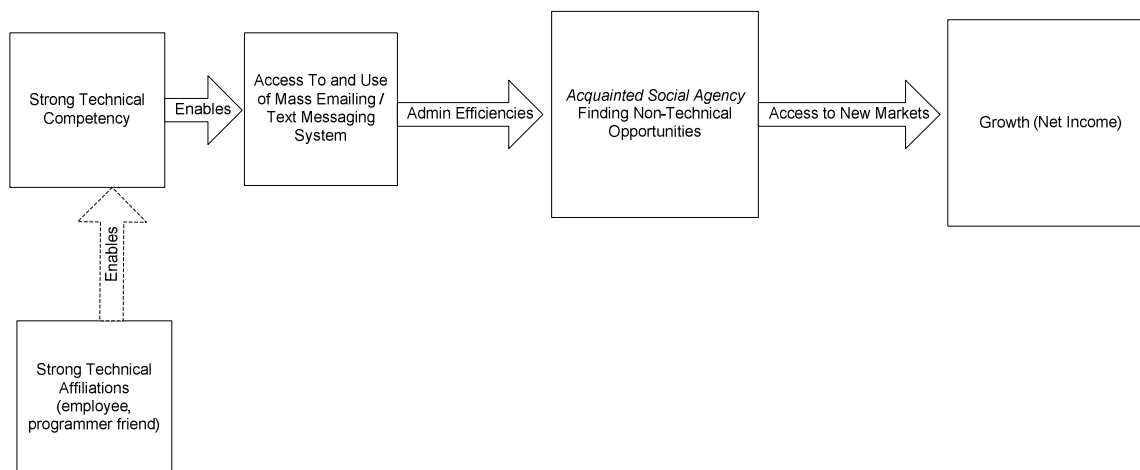 Strong Technical
Competency
Enables
Access To and Use
of Mass Emailing /
Text Messaging
System
Admin Efficiencies
Acquainted Social Agency
Finding Non-Technical
Opportunities
Access to New Markets
Growth (Net Income)
Enables
Strong Technical
Affiliations
(employee,
programmer friend)